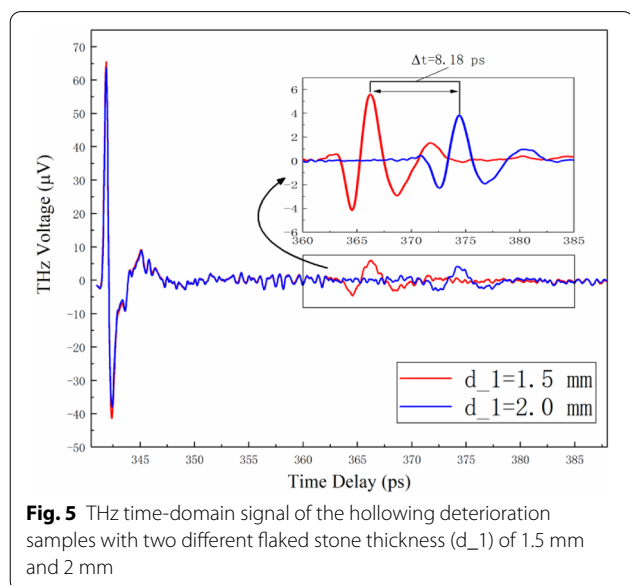 Δt=8.18 ps
6
4
2
0
-2
-4
-6
360 365 370 375 380 385
70
60
50
40
30
20
10
0
-10
-20
-30
-40
-50
THz Voltage (μV)
d_1=1.5 mm
d_1=2.0 mm
345 350 355 360 365 370 375 380 385
Time Delay (ps)
Fig. 5 THz time-domain signal of the hollowing deterioration
samples with two different flaked stone thickness (d_1) of 1.5 mm
and 2 mm